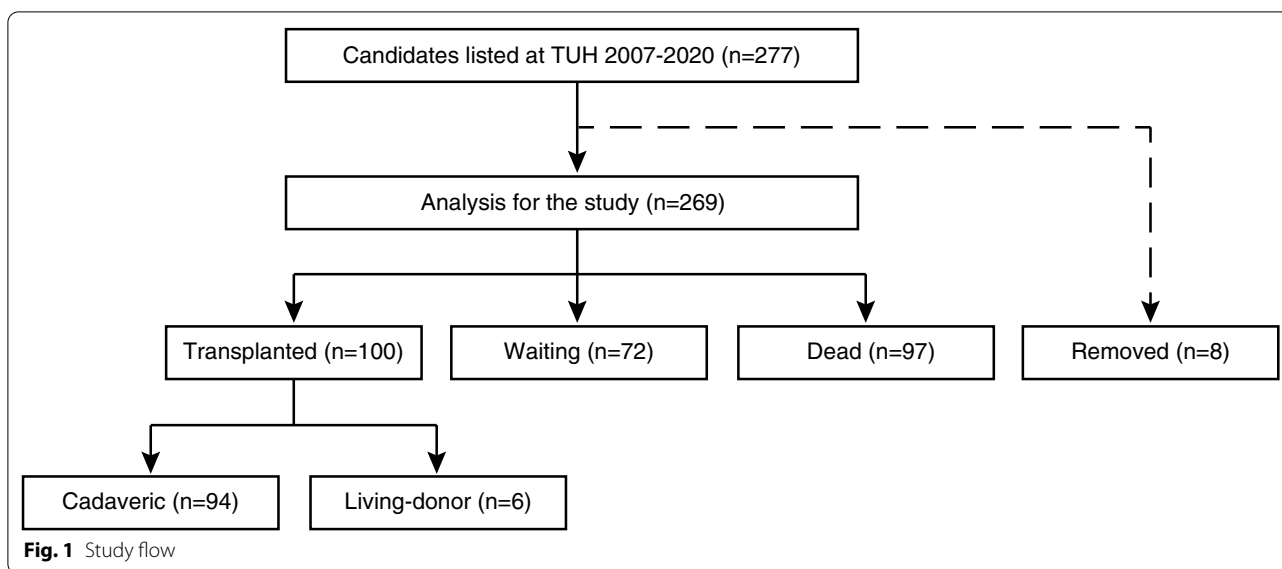 Candidates listed at TUH 2007-2020 (n=277)
Analysis for the study (n=269)
Transplanted (n=100)
Waiting (n=72)
Dead (n=97)
Removed (n=8)
Cadaveric (n=94)
Living-donor (n=6)
Fig. 1 Study flow